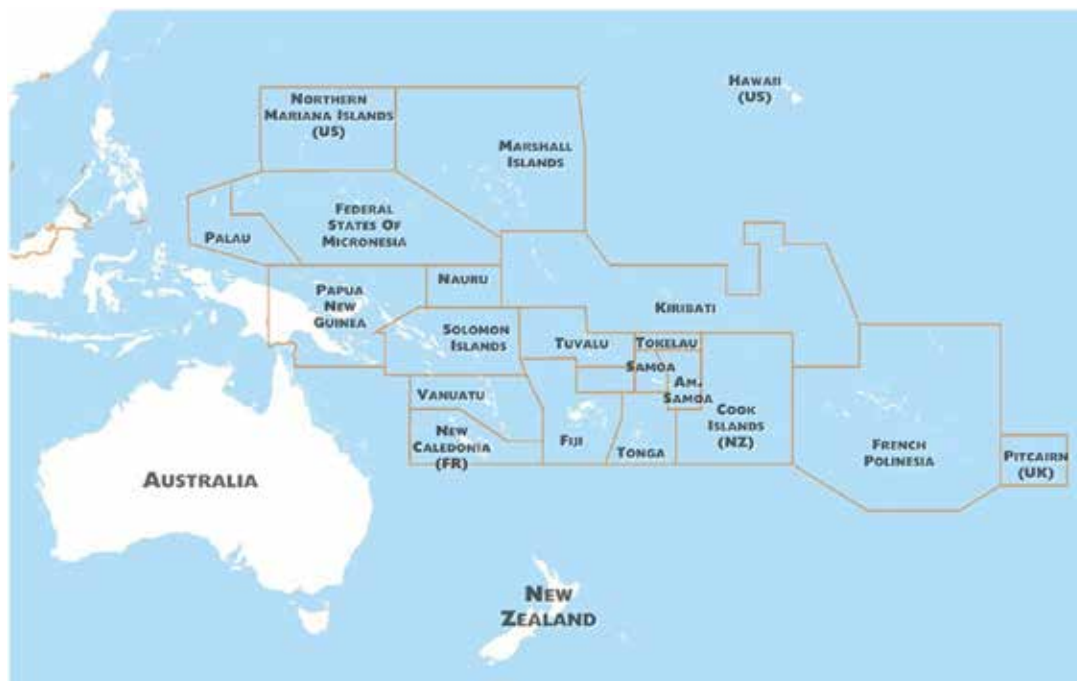 HAWAII
(US)
NORTHERN
MARIANA ISLANDS
(US)
MARSHALL
ISLANDS
FEDERAL
STATES OF
MICRONESIA
PALAU
NAURU
PAPUA
NEW
GUINEA
KIRIBATI
SOLOMON
ISLANDS
TUVALU
TOKELAU
SAMOA
AM.
SAMOA
VANUATU
COOK
ISLANDS
(NZ)
NEW
CALEDONIA
(FR)
FIJI
TONGA
FRENCH
POLINESIA
PITCAIRN
(UK)
AUSTRALIA
NEW
ZEALAND